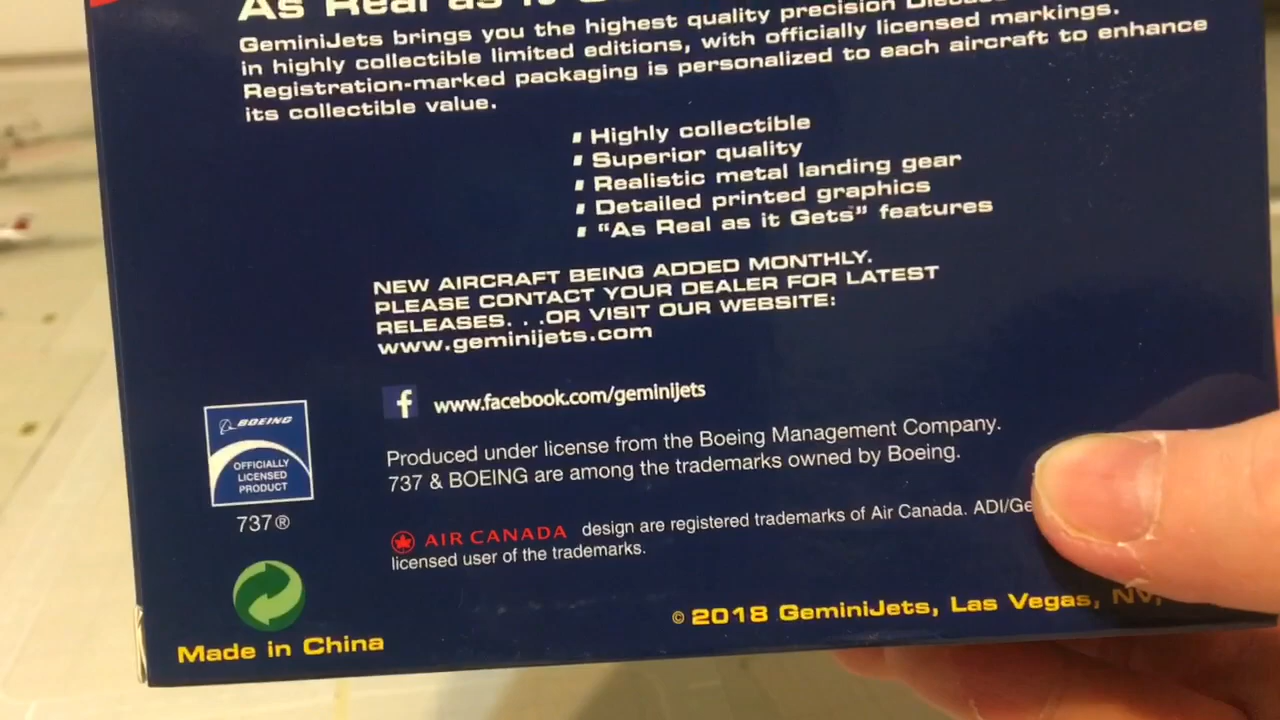 As Real as it
GeminiJets brings you the highest quality precision
in highly collectible limited editions, with officially licensed markings.
Registration-marked packaging is personalized to each aircraft to enhance
its collectible value.
Highly collectible
Superior quality
Realistic metal landing gear
Detailed printed graphics
“As Real as it Gets” features
NEW AIRCRAFT BEING ADDED MONTHLY.
PLEASE CONTACT YOUR DEALER FOR LATEST
RELEASES. . .OR VISIT OUR WEBSITE:
www.geminijets.com
f www.facebook.com/geminijets
BOEING
OFFICIALLY
LICENSED
PRODUCT
737®
Produced under license from the Boeing Management Company.
737 & BOEING are among the trademarks owned by Boeing.
AIR CANADA design are registered trademarks of Air Canada. ADI/Ge
licensed user of the trademarks.
© 2018 GeminiJets, Las Vegas, NV,
Made in China